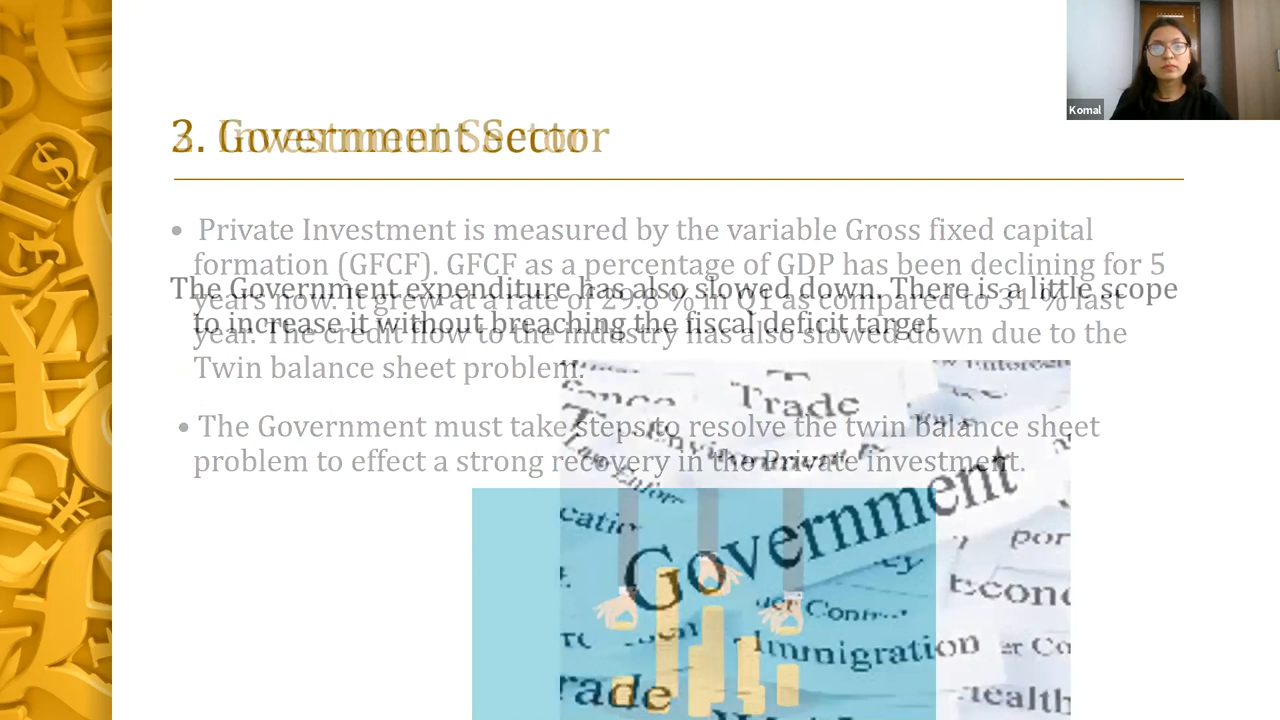 Komal
3. Government Sector
2. Investment Sector
• Private Investment is measured by the variable Gross fixed capital
formation (GFCF). GFCF as a percentage of GDP has been declining for 5
years now. It grew at a rate of 29.8 % in Q1 as compared to 31 % last
year. The credit flow to the industry has also slowed down due to the
Twin balance sheet problem.
• The Government must take steps to resolve the twin balance sheet
problem to effect a strong recovery in the Private investment.
The Government expenditure has also slowed down. There is a little scope
to increase it without breaching the fiscal deficit target
Trade
Government
Immigration